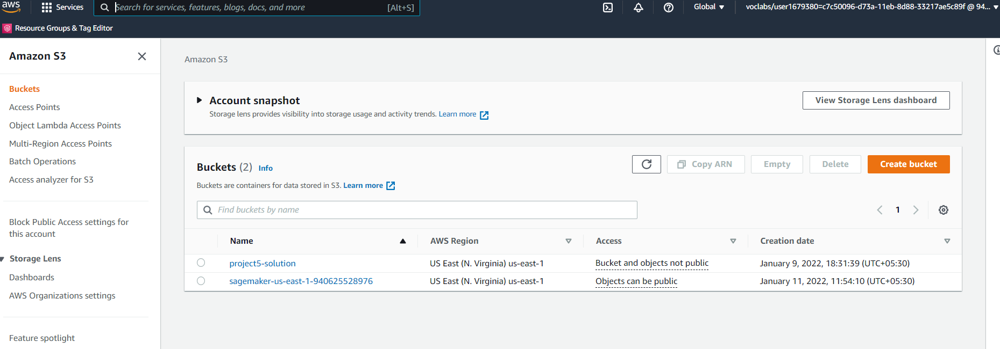 aws
Services
Search for services, features, blogs, docs, and more
[Alt+S]
Global
voclabs/user1679380=c7c50096-d73a-11eb-8d88-33217ae5c89f @ 94...
Resource Groups & Tag Editor
Amazon S3
Buckets
Access Points
Object Lambda Access Points
Multi-Region Access Points
Batch Operations
Access analyzer for S3
Block Public Access settings for
this account
Storage Lens
Dashboards
AWS Organizations settings
Feature spotlight
Amazon S3
Account snapshot
Storage lens provides visibility into storage usage and activity trends. Learn more
View Storage Lens dashboard
Buckets (2) Info
Copy ARN
Empty
Delete
Create bucket
Buckets are containers for data stored in S3. Learn more
Find buckets by name
1
Name AWS Region Access Creation date
project5-solution US East (N. Virginia) us-east-1 Bucket and objects not public January 9, 2022, 18:31:39 (UTC+05:30)
sagemaker-us-east-1-940625528976 US East (N. Virginia) us-east-1 Objects can be public January 11, 2022, 11:54:10 (UTC+05:30)